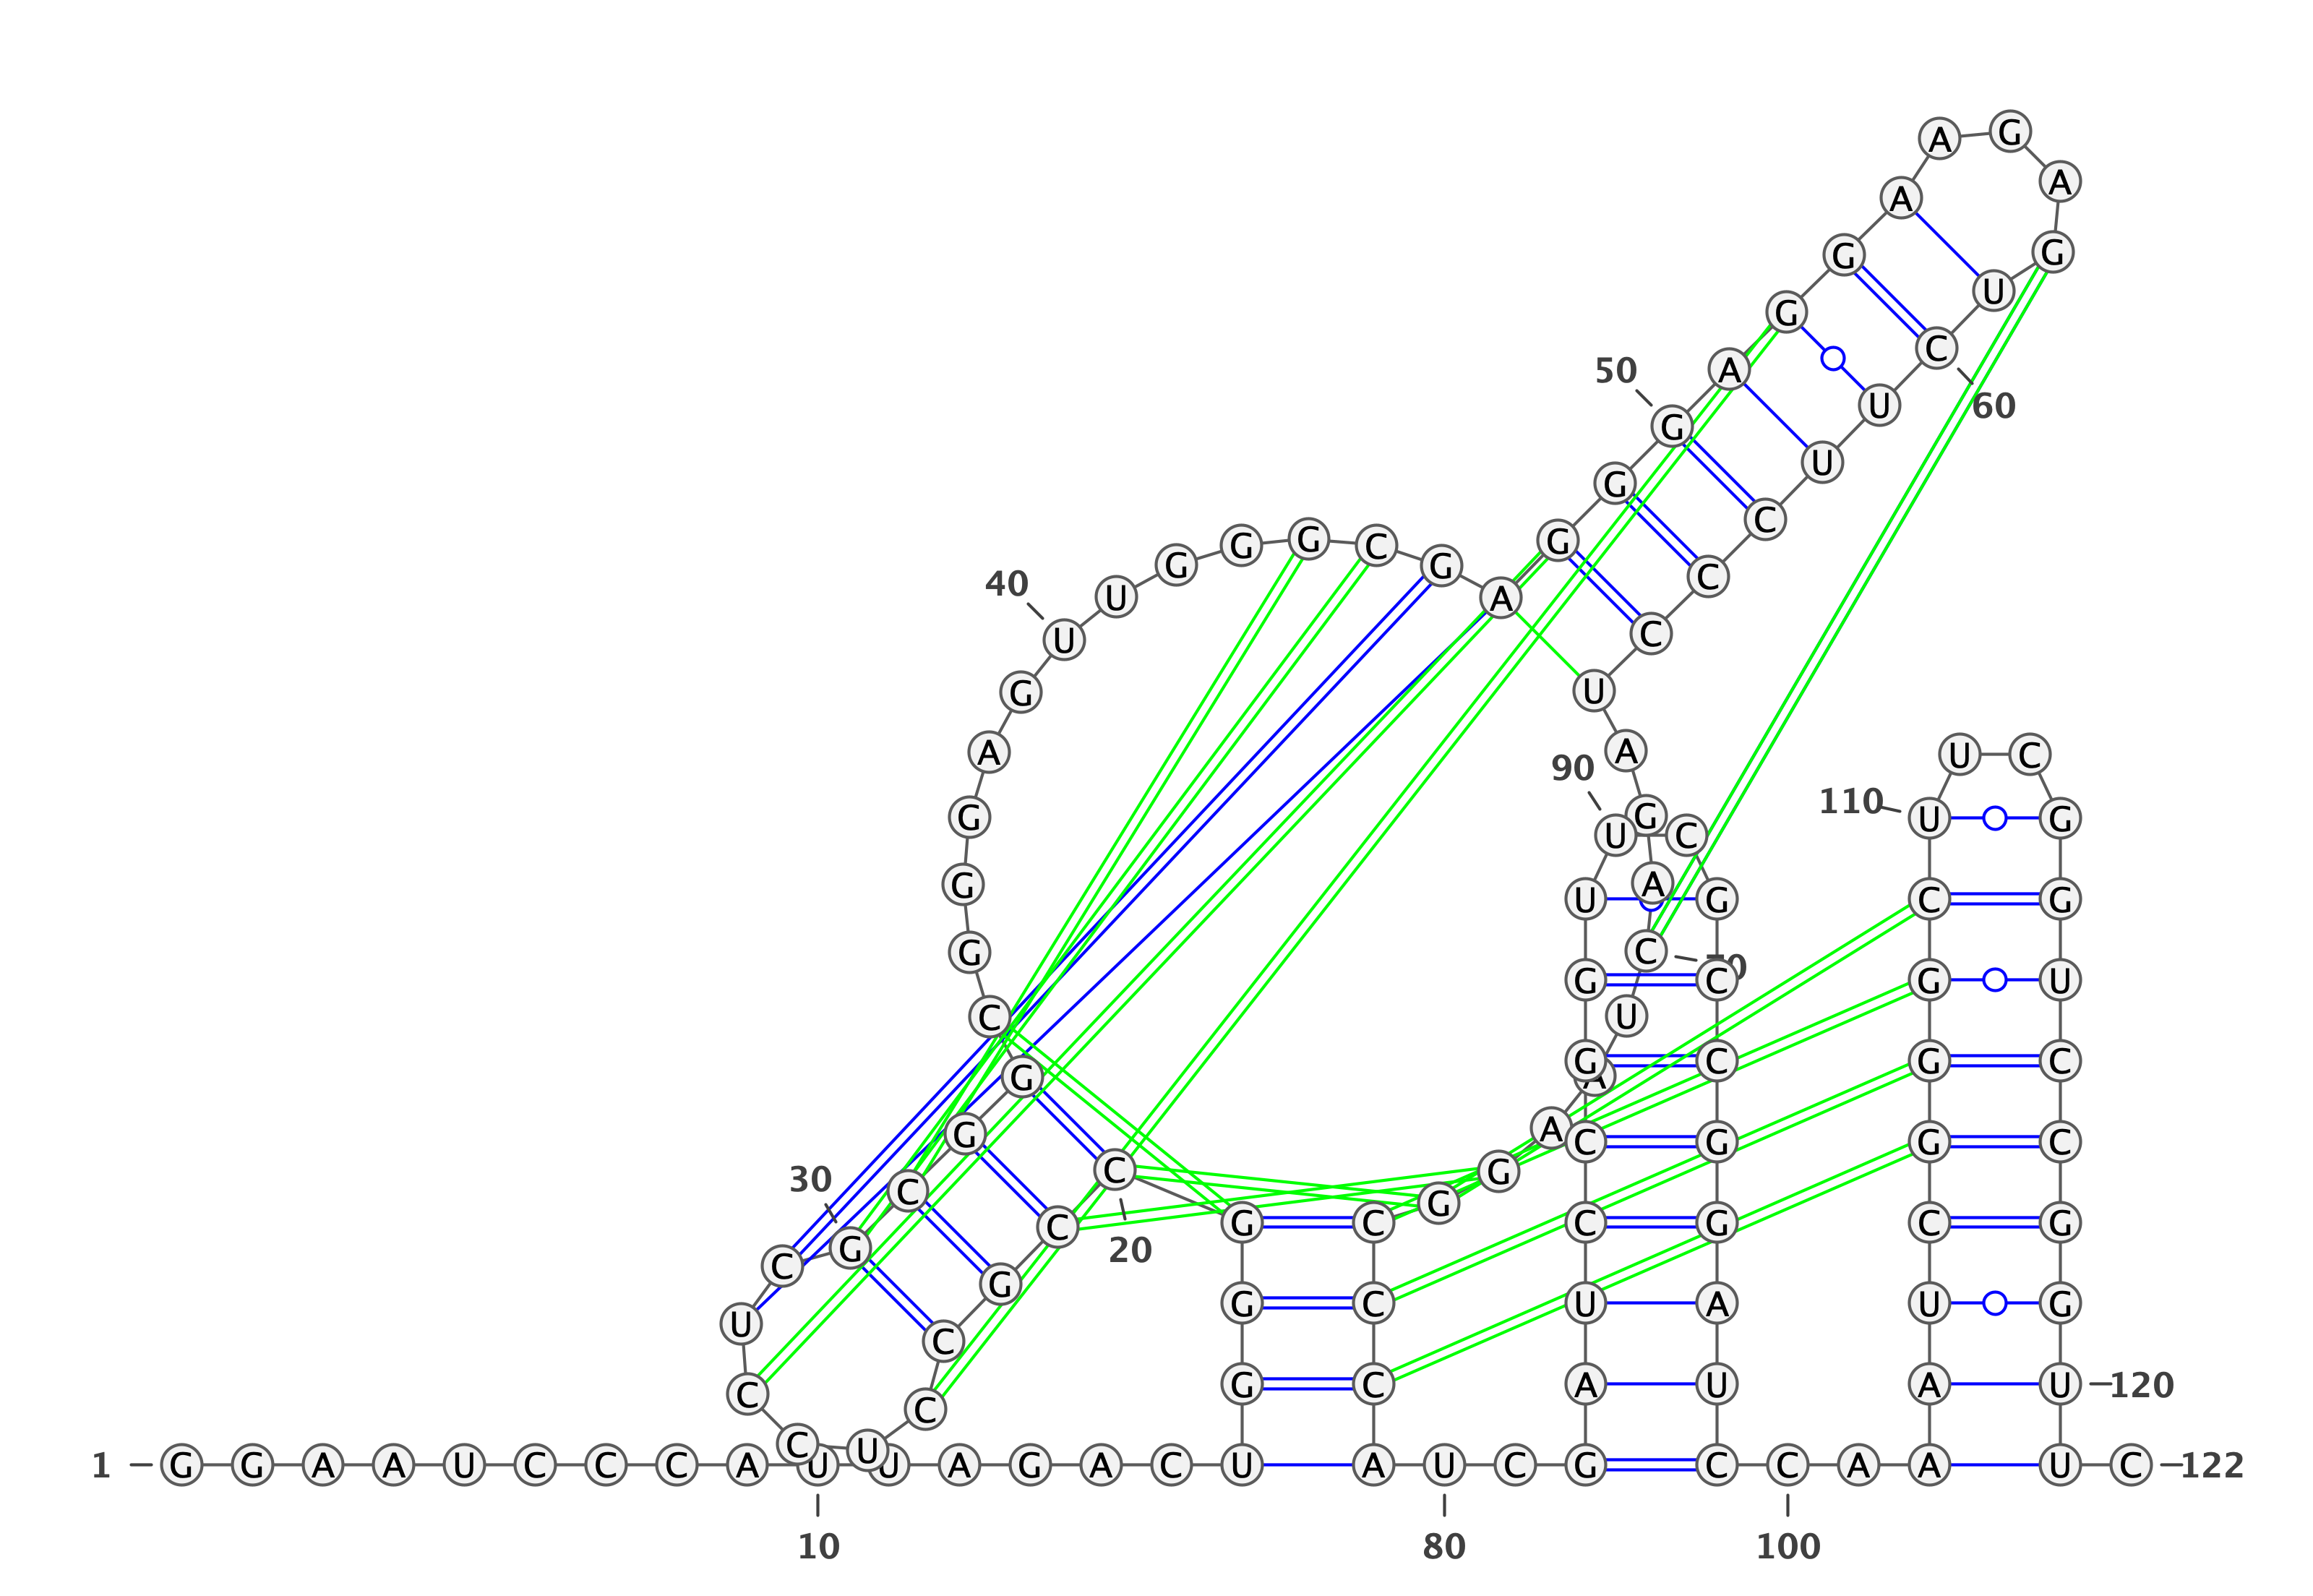 A G
A A
G G
U
G
C
50 A
60
U
G
U
G
C
G G G C G
G C
40 U A
U C
G U
A A U C
90
110 G G U G
U C
G A
U G C G
G C
70
G C G U
C U
G C G C
G A
G A
C G G C
C G
30
C G
C G C C G C G
G 20
C
G
G C U A U G
U
C
G C A U A U 120
C
C
C U
1 G G A A U C C C A U U A G A C U A U C G C C A A U C 122
10 80 100